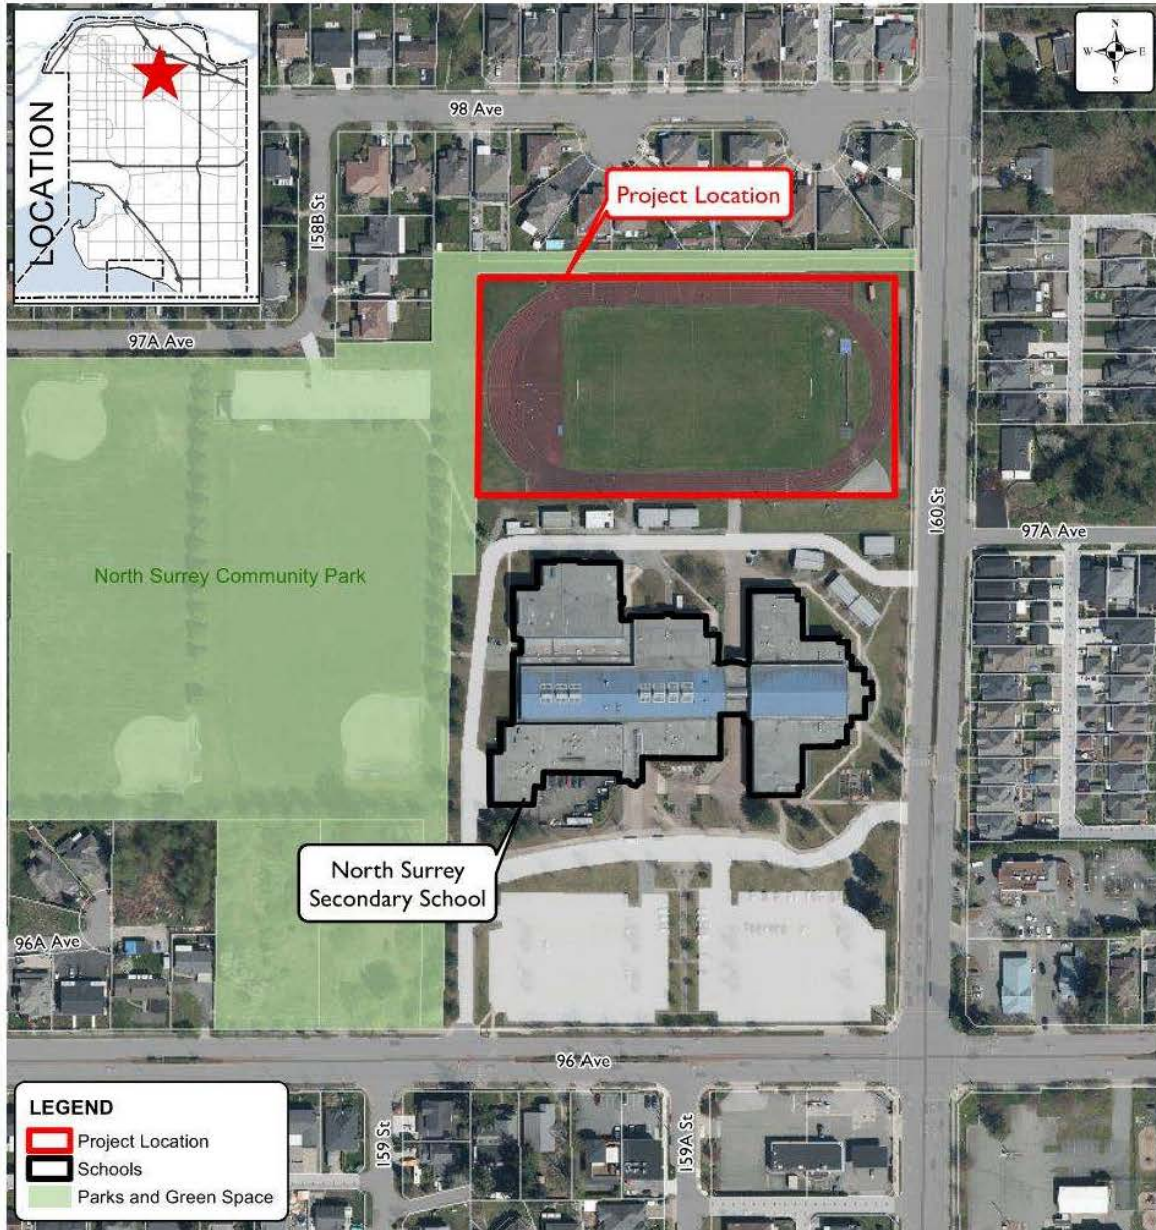 LOCATION
N
W E
S
98 Ave
Project Location
158B St
97A Ave
160 St
97A Ave
North Surrey Community Park
North Surrey
Secondary School
96A Ave
96 Ave
159 St
159A St
LEGEND
Project Location
Schools
Parks and Green Space